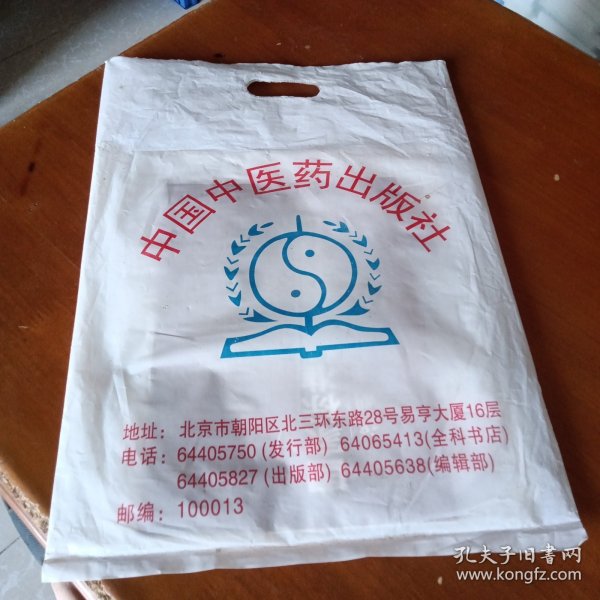 中国中医药出版社
地址：北京市朝阳区北三环东路28号易亨大厦16层
电话：64405750(发行部) 64065413(全科书店)
64405827(出版部) 64405638(编辑部)
邮编：100013
孔夫子旧書网
www.kongfz.com